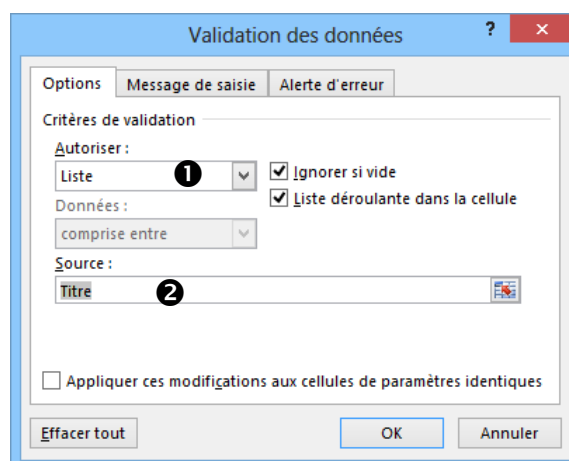 Validation des données ? ×
Options Message de saisie Alerte d'erreur
Critères de validation
Autoriser :
Liste ❶ Ignorer si vide
Données : Liste déroulante dans la cellule
comprise entre
Source :
Titre ❷
Appliquer ces modifications aux cellules de paramètres identiques
Effacer tout OK Annuler